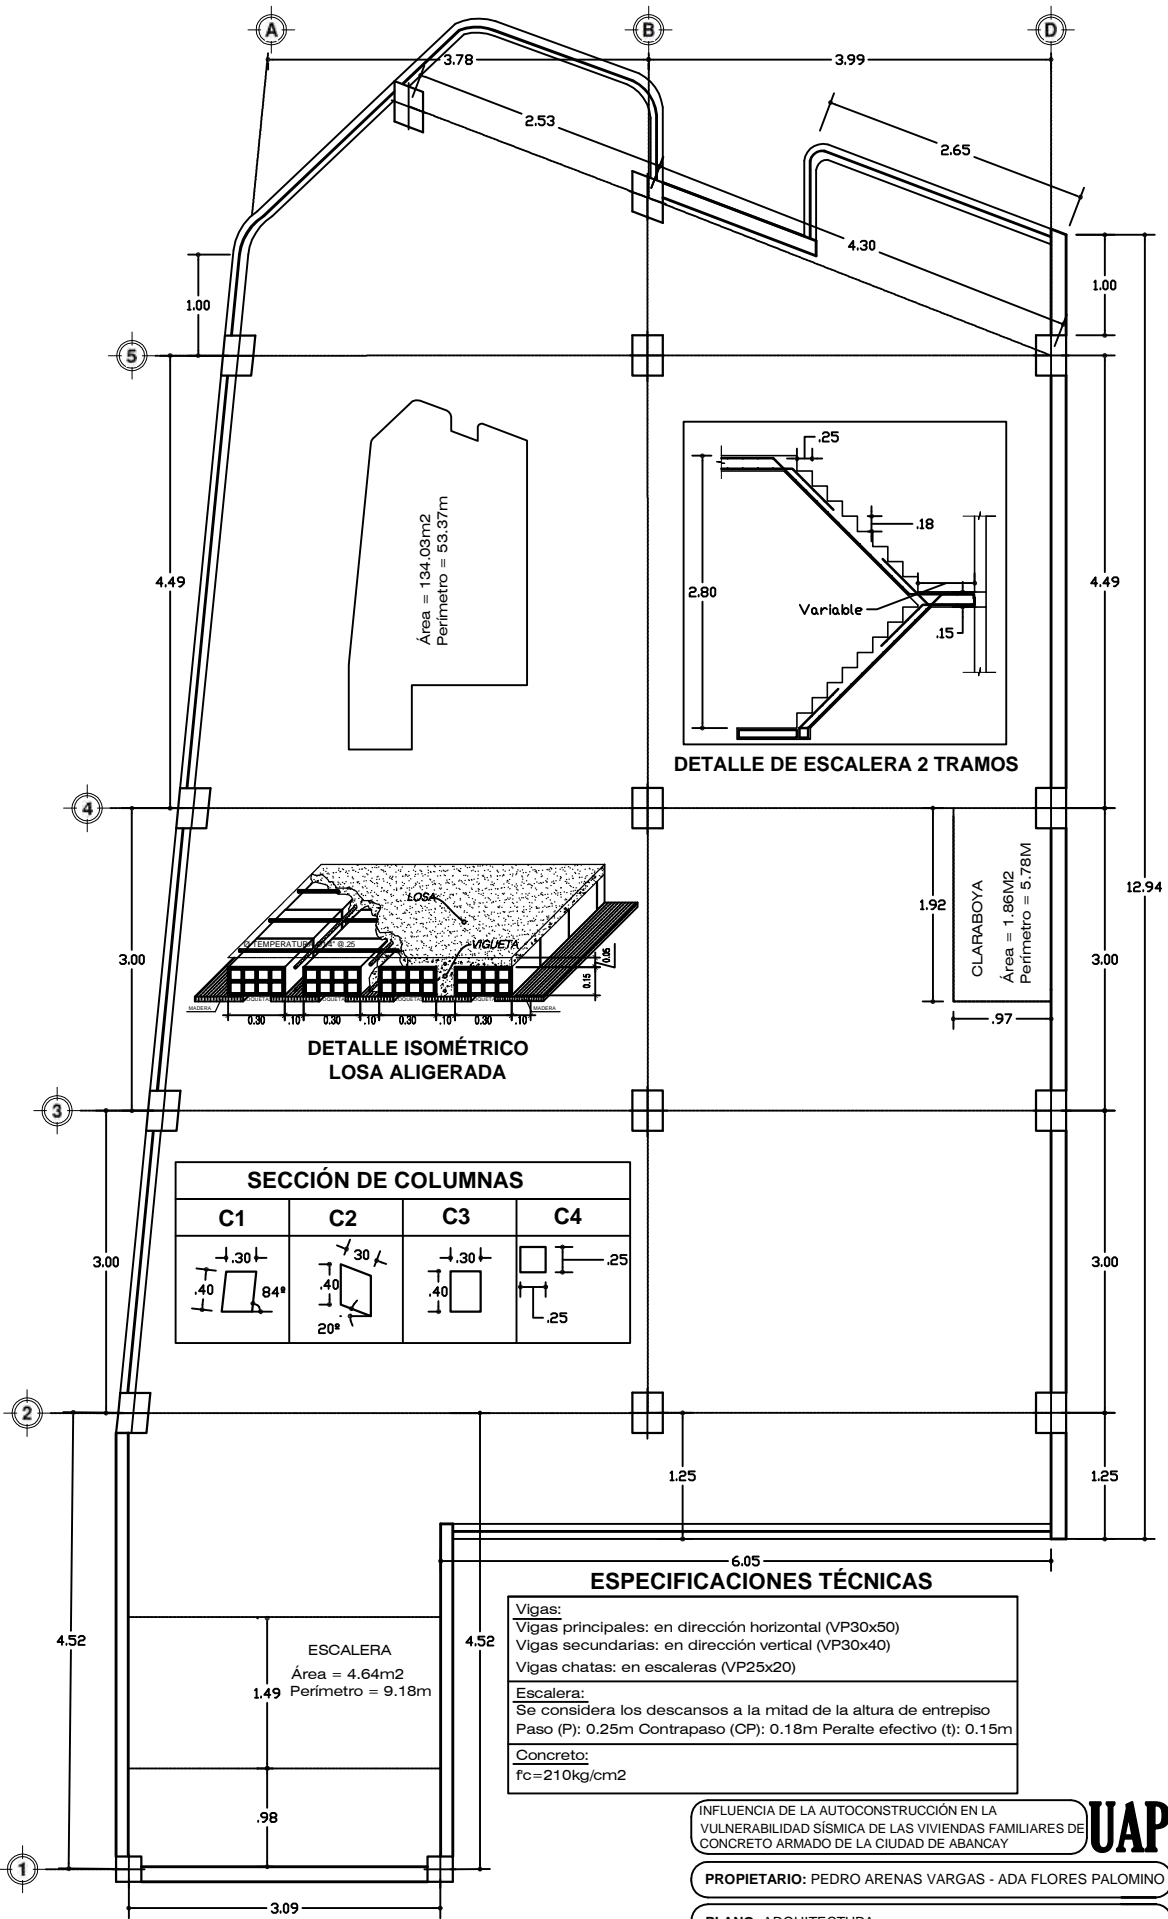 A
B
D
3.78
3.99
2.53
2.65
4.30
1.00
1.00
5
4.49
Área = 134.03m2
Perímetro = 53.37m
.25
.18
2.80
Variable
.15
4.49
DETALLE DE ESCALERA 2 TRAMOS
4
12.94
1.92
CLARABOYA
Área = 1.86M2
Perímetro = 5.78M
3.00
3.00
.97
LOSA
VIGUETA
0.05
0.15
MADERA
MADERA
0.30
.10
0.30
.10
0.30
.10
0.30
.10
DETALLE ISOMÉTRICO
LOSA ALIGERADA
3
SECCIÓN DE COLUMNAS
C1
C2
C3
C4
.30
.40
84º
30
.40
20º
.30
.40
.25
.25
3.00
3.00
2
1.25
1.25
6.05
4.52
4.52
ESCALERA
Área = 4.64m2
Perímetro = 9.18m
1.49
.98
1
3.09
ESPECIFICACIONES TÉCNICAS
Vigas:
Vigas principales: en dirección horizontal (VP30x50)
Vigas secundarias: en dirección vertical (VP30x40)
Vigas chatas: en escaleras (VP25x20)
Escalera:
Se considera los descansos a la mitad de la altura de entrepiso
Paso (P): 0.25m Contrapaso (CP): 0.18m Peralte efectivo (t): 0.15m
Concreto:
f'c=210kg/cm2
INFLUENCIA DE LA AUTOCONSTRUCCIÓN EN LA
VULNERABILIDAD SÍSMICA DE LAS VIVIENDAS FAMILIARES DE
CONCRETO ARMADO DE LA CIUDAD DE ABANCAY
UAP
PROPIETARIO: PEDRO ARENAS VARGAS - ADA FLORES PALOMINO
PLANO: ARQUITECTURA